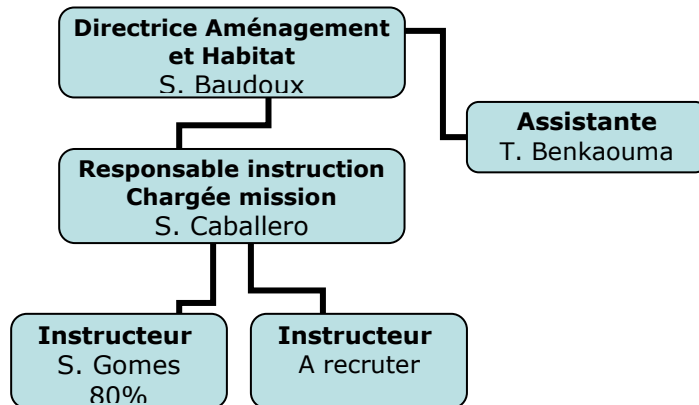 Directrice Aménagement
et Habitat
S. Baudoux
Assistante
T. Benkaouma
Responsable instruction
Chargée mission
S. Caballero
Instructeur
S. Gomes
80%
Instructeur
A recruter